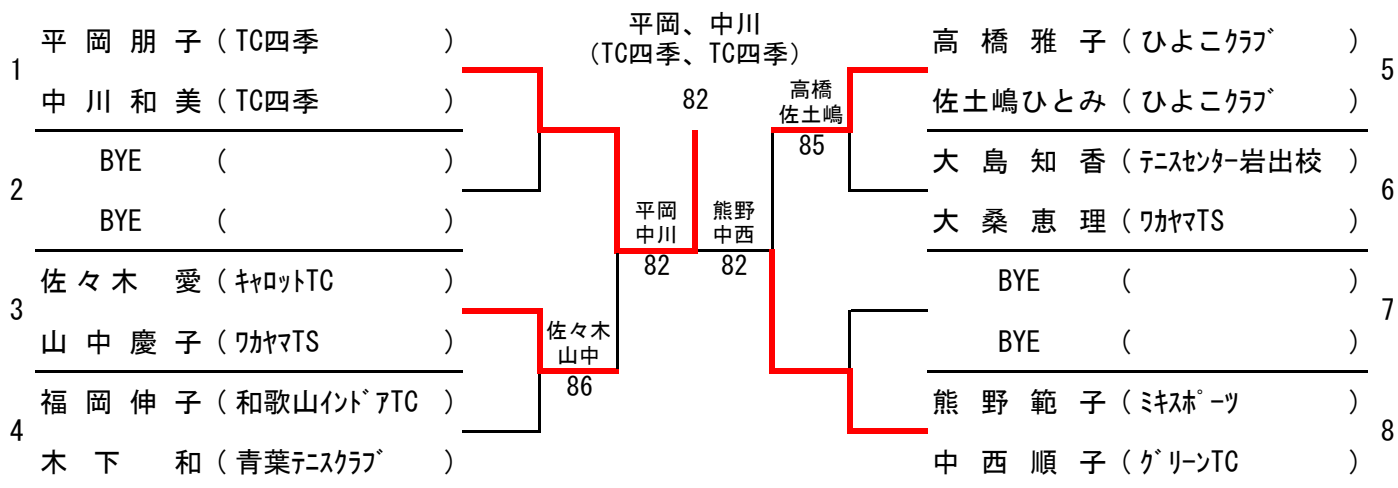 平岡、中川
(TC四季、TC四季)
82
1
平 岡 朋 子 ( TC四季 )
中 川 和 美 ( TC四季 )
2
BYE ( )
BYE ( )
3
佐 々 木 愛 ( ｷｬﾛｯﾄTC )
山 中 慶 子 ( ﾜｶﾔﾏTS )
4
福 岡 伸 子 ( 和歌山ｲﾝﾄﾞｱTC )
木 下 和 ( 青葉ﾃﾆｽｸﾗﾌﾞ )
佐々木
山中
86
平岡
中川
82
熊野
中西
82
高橋
佐土嶋
85
高 橋 雅 子 ( ひよこｸﾗﾌﾞ )
佐土嶋ひとみ ( ひよこｸﾗﾌﾞ )
5
大 島 知 香 ( ﾃﾆｽｾﾝﾀｰ岩出校 )
大 桑 恵 理 ( ﾜｶﾔﾏTS )
6
BYE ( )
BYE ( )
7
熊 野 範 子 ( ﾐｷｽﾎﾟｰﾂ )
中 西 順 子 ( ｸﾞﾘｰﾝTC )
8